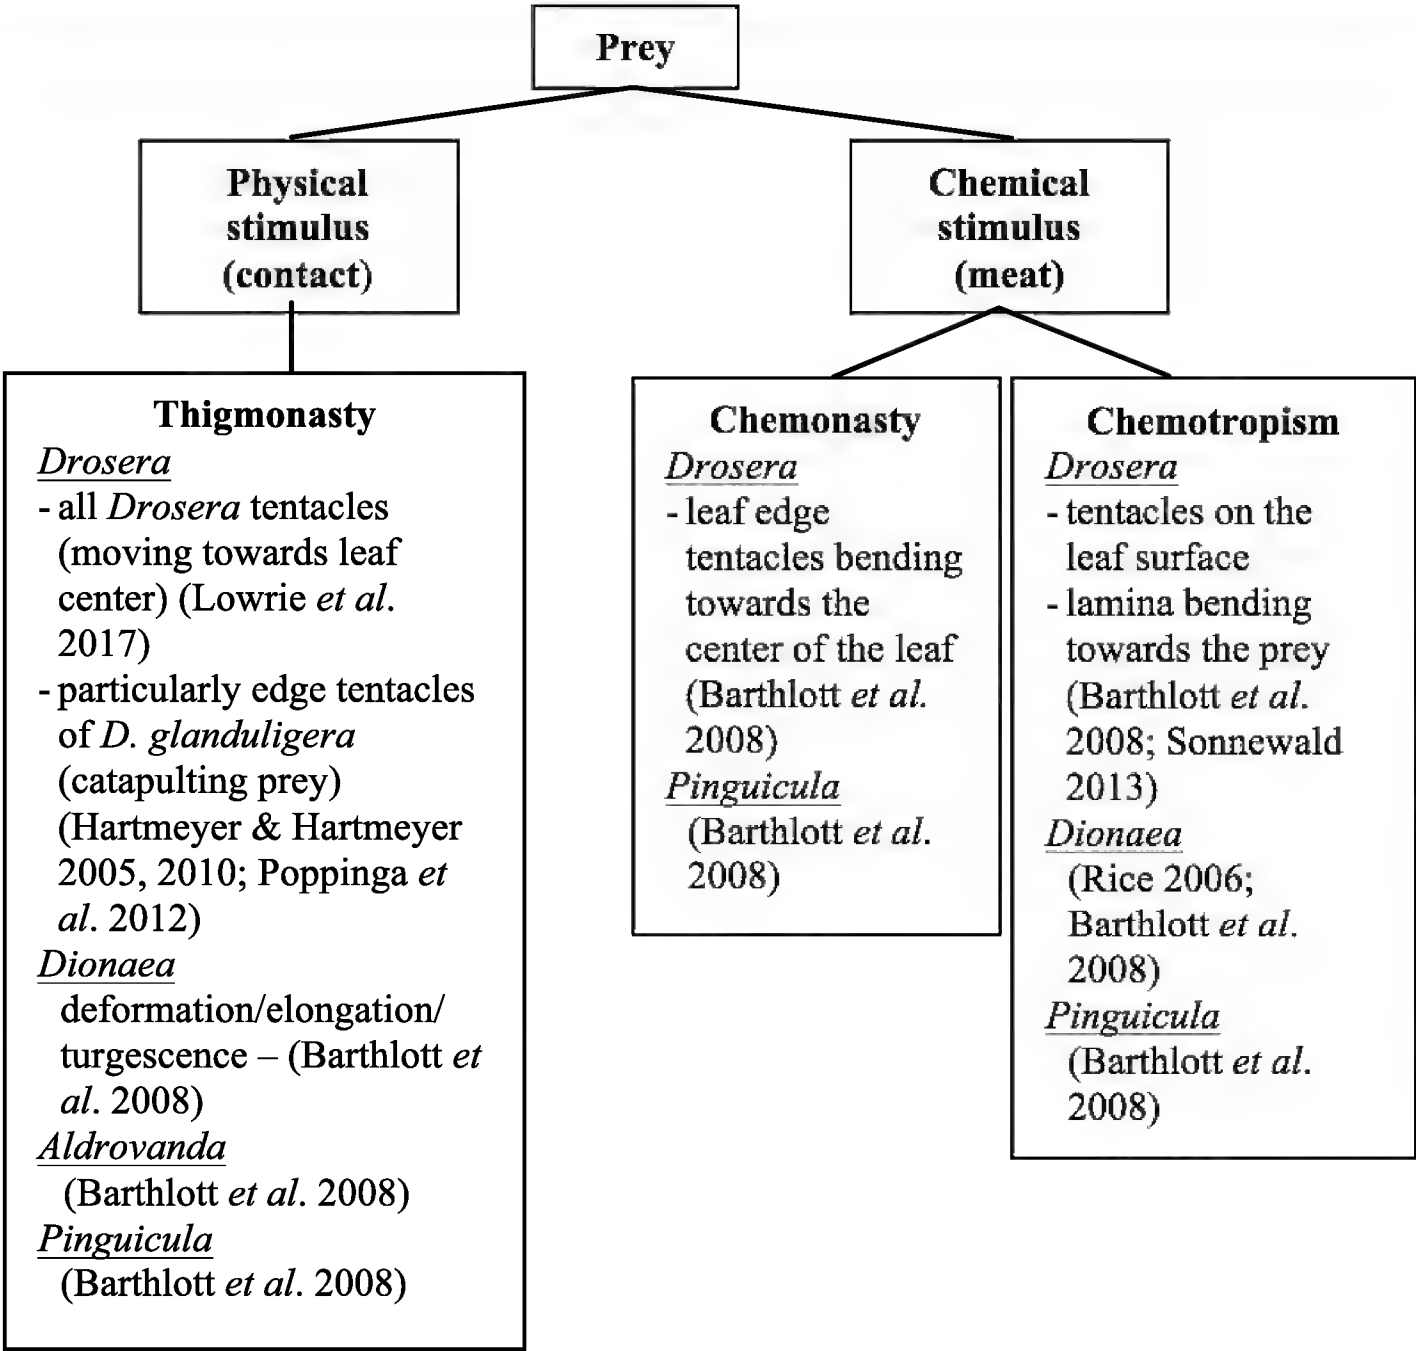 Prey
Physical
stimulus
(contact)
Chemical
stimulus
(meat)
Thigmonasty
Drosera
- all Drosera tentacles
(moving towards leaf
center) (Lowrie et al.
2017)
- particularly edge tentacles
of D. glanduligera
(catapulting prey)
(Hartmeyer & Hartmeyer
2005, 2010; Poppinga et
al. 2012)
Dionaea
deformation/elongation/
turgescence – (Barthlott et
al. 2008)
Aldrovanda
(Barthlott et al. 2008)
Pinguicula
(Barthlott et al. 2008)
Chemonasty
Drosera
- leaf edge
tentacles bending
towards the
center of the leaf
(Barthlott et al.
2008)
Pinguicula
(Barthlott et al.
2008)
Chemotropism
Drosera
- tentacles on the
leaf surface
- lamina bending
towards the prey
(Barthlott et al.
2008; Sonnewald
2013)
Dionaea
(Rice 2006;
Barthlott et al.
2008)
Pinguicula
(Barthlott et al.
2008)